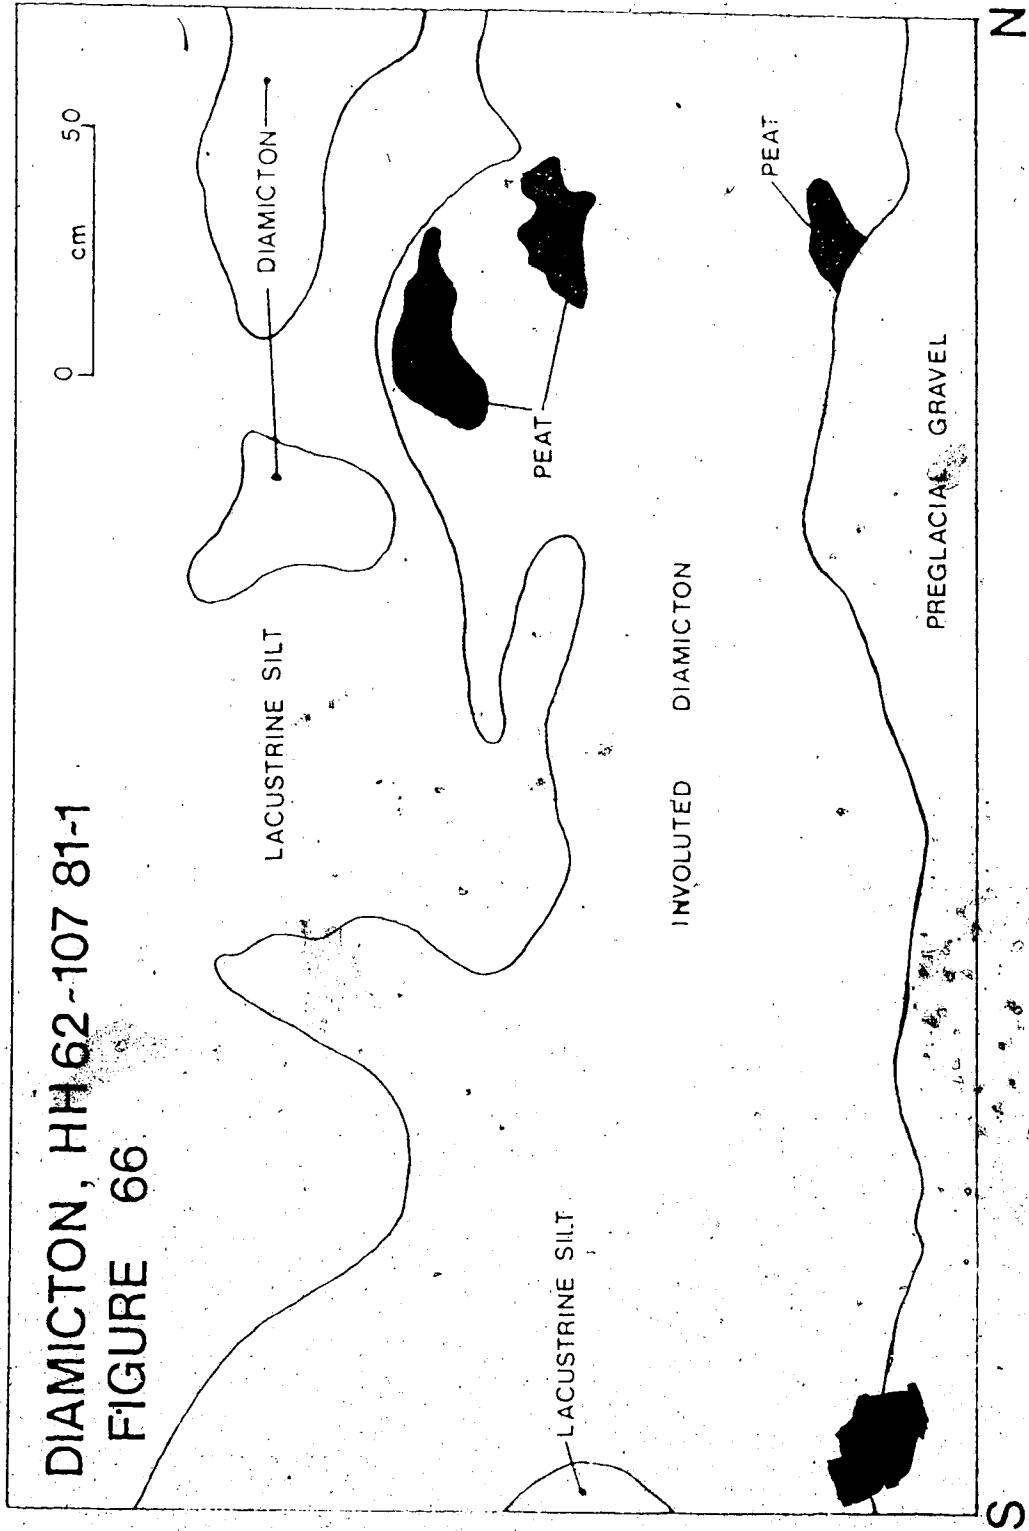 DIAMICTON, HH 62-107 81-1
FIGURE 66
0 50
cm
DIAMICTON
LACUSTRINE SILT
PEAT
PEAT
LACUSTRINE SILT
INVOLUTED DIAMICTON
PREGLACIAL GRAVEL
S N